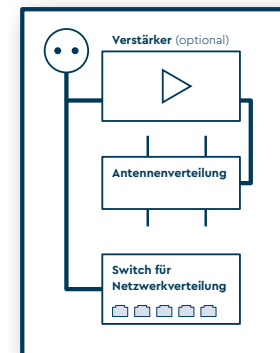 Verstärker (optional)
Antennenverteilung
Switch für
Netzwerkverteilung